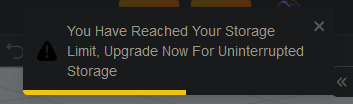 You Have Reached Your Storage
Limit, Upgrade Now For Uninterrupted
Storage